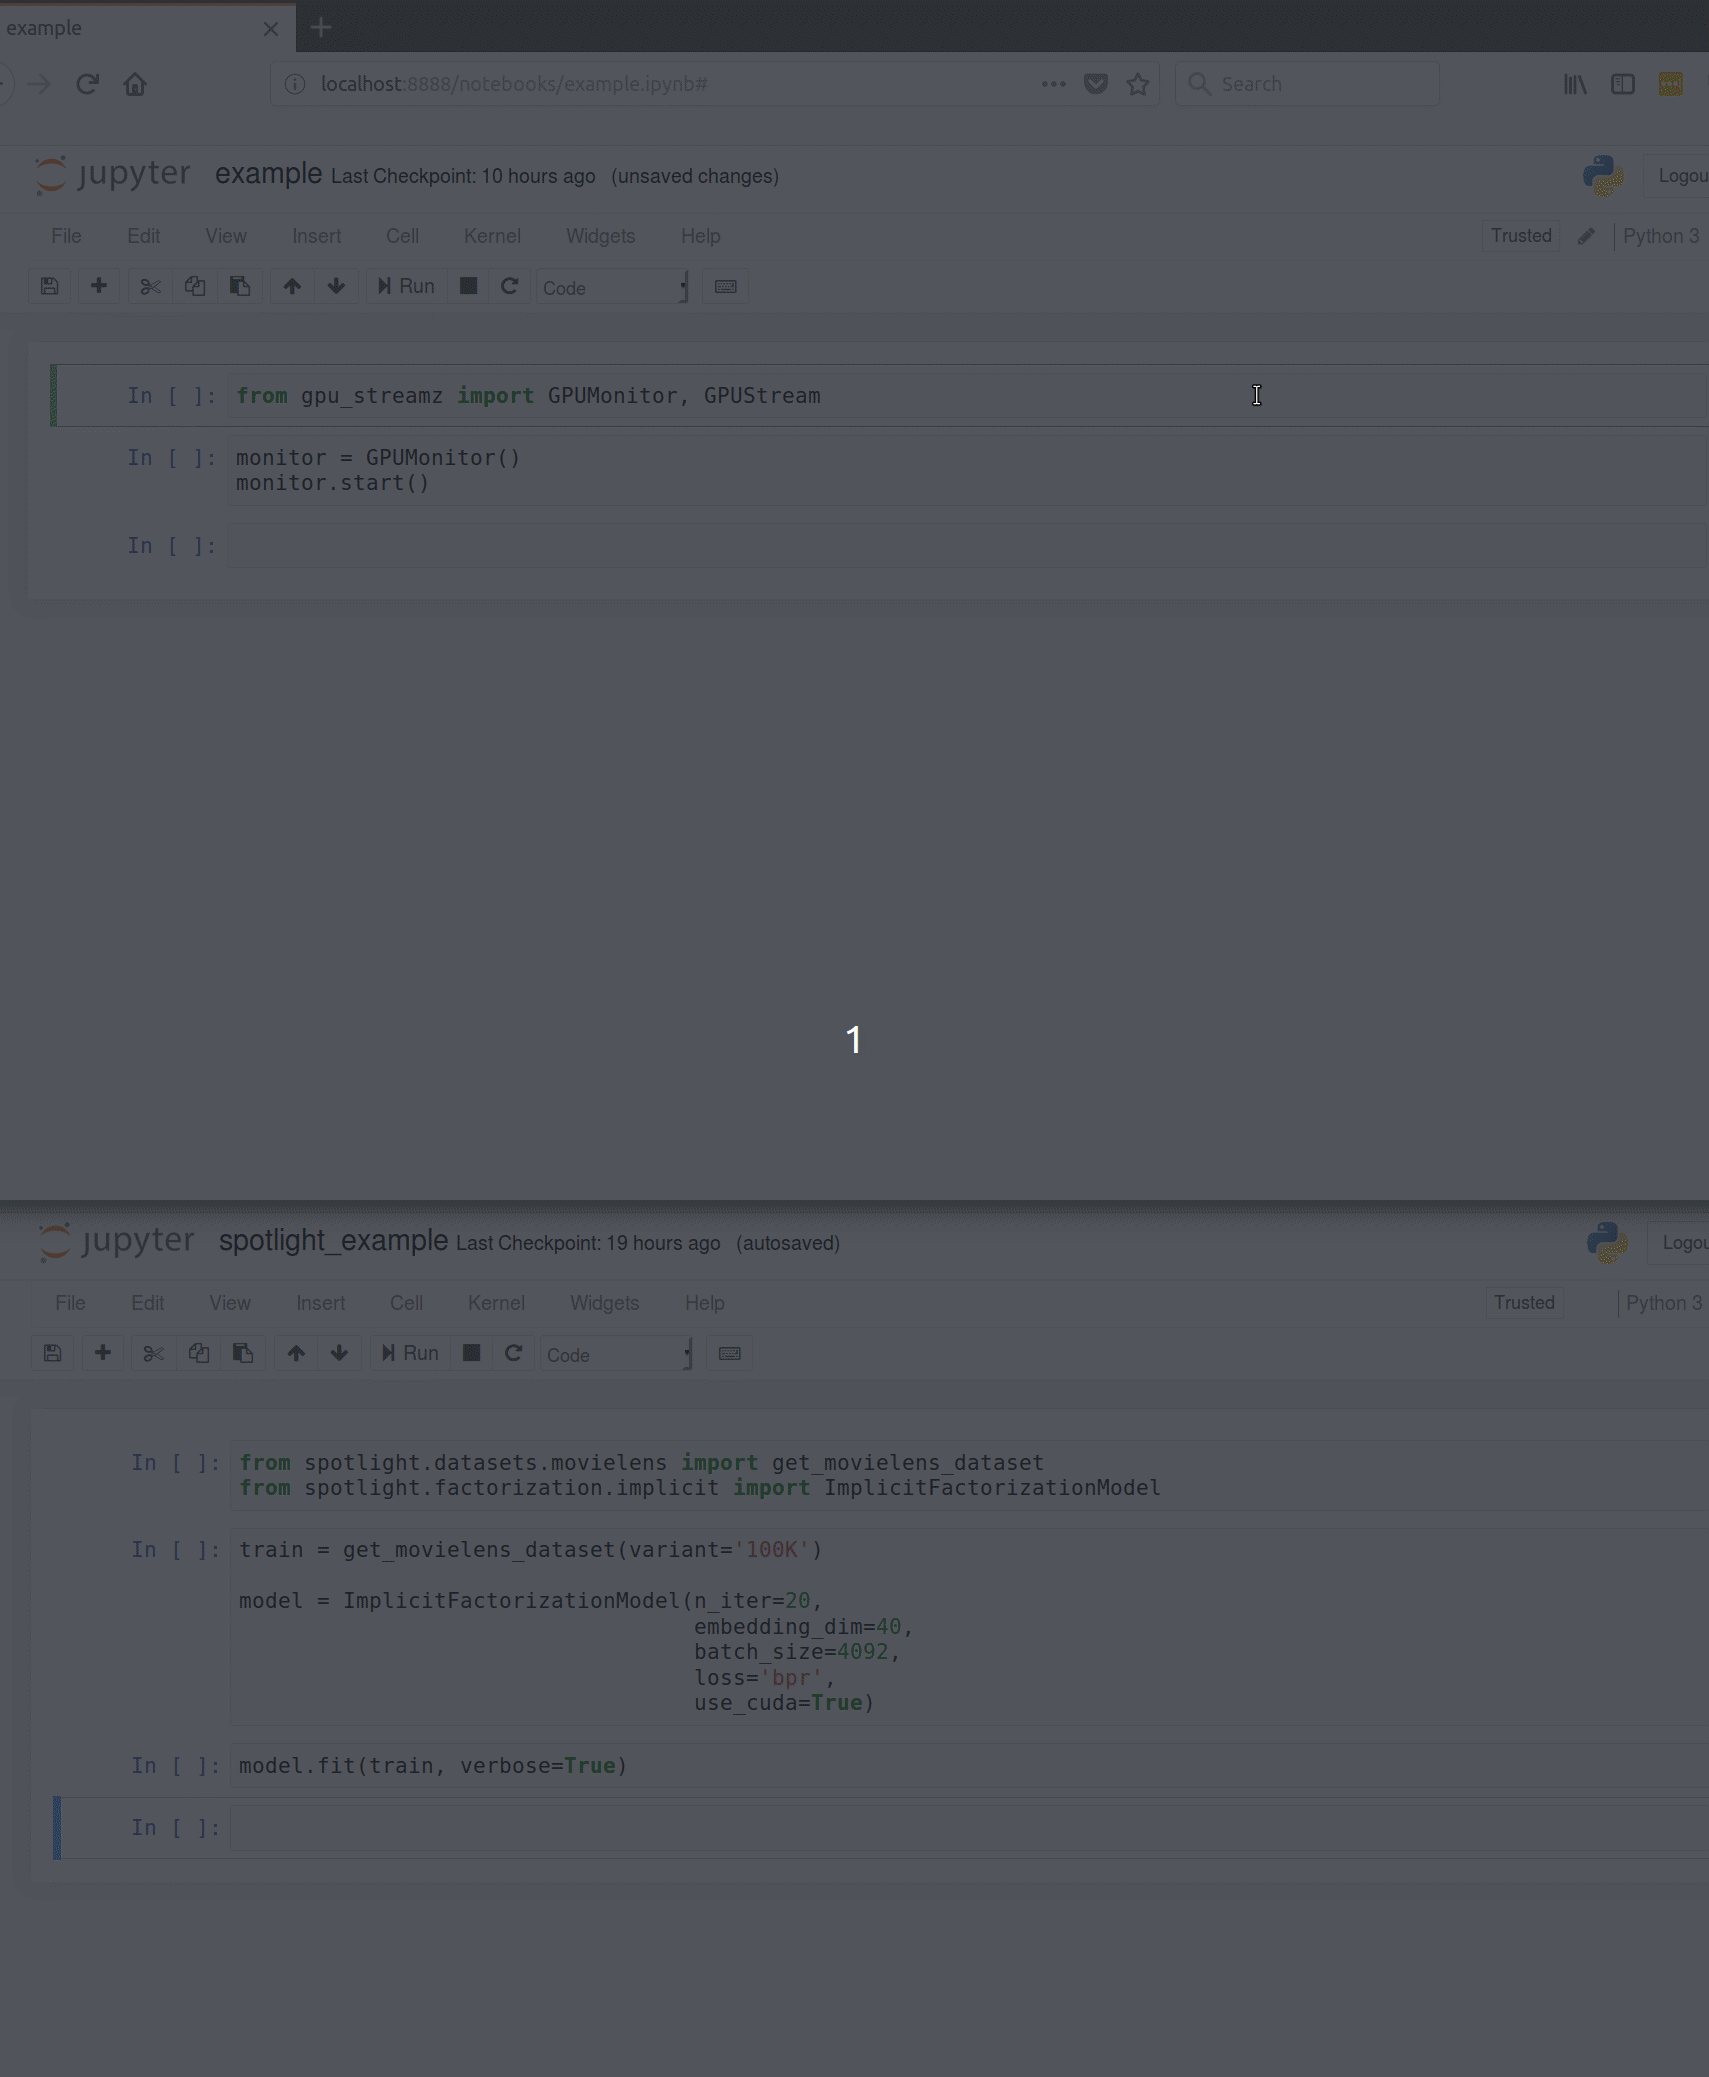 example
localhost:8888/notebooks/example.ipynb#
Search
jupyter example Last Checkpoint: 10 hours ago (unsaved changes)
Logou
File Edit View Insert Cell Kernel Widgets Help
Trusted
Python 3
Run
Code
In [ ]: from gpu_streamz import GPUMonitor, GPUStream
In [ ]: monitor = GPUMonitor()
monitor.start()
In [ ]:
1
jupyter spotlight_example Last Checkpoint: 19 hours ago (autosaved)
Logou
File Edit View Insert Cell Kernel Widgets Help
Trusted
Python 3
Run
Code
In [ ]: from spotlight.datasets.movielens import get_movielens_dataset
from spotlight.factorization.implicit import ImplicitFactorizationModel
In [ ]: train = get_movielens_dataset(variant='100K')
model = ImplicitFactorizationModel(n_iter=20,
embedding_dim=40,
batch_size=4092,
loss='bpr',
use_cuda=True)
In [ ]: model.fit(train, verbose=True)
In [ ]: